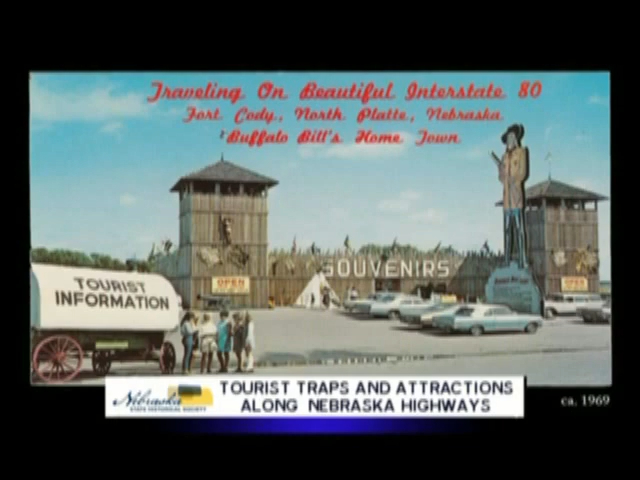 Traveling On Beautiful Interstate 80
Fort Cody, North Platte, Nebraska
Buffalo Bill's Home Town
SOUVENIRS
OPEN
OPEN
TOURIST
INFORMATION
Nebraska
STATE HISTORICAL SOCIETY
TOURIST TRAPS AND ATTRACTIONS
ALONG NEBRASKA HIGHWAYS
ca. 1969